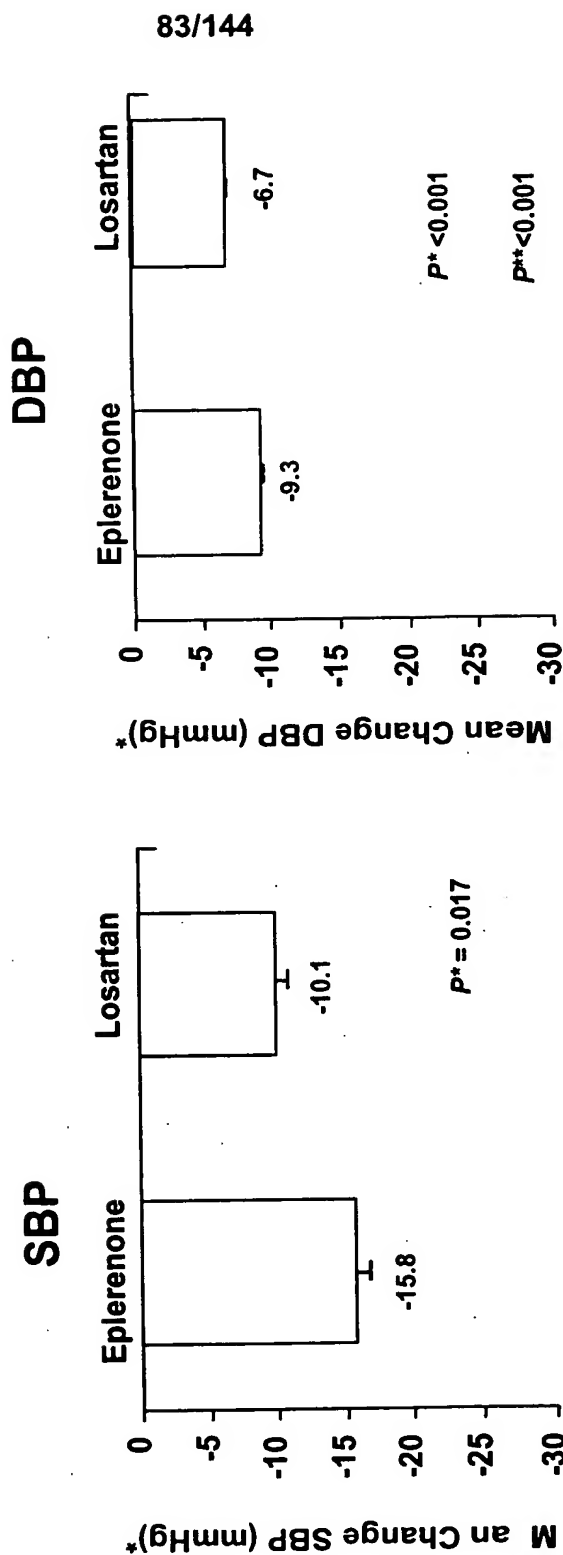 83/144
SBP
Eplerenone
Losartan
0
-5
-10
-15
-20
-25
-30
M an Change SBP (mmHg)*
-15.8
-10.1
P* = 0.017
DBP
Eplerenone
Losartan
0
-5
-10
-15
-20
-25
-30
Mean Change DBP (mmHg)*
-9.3
-6.7
P* <0.001
P**<0.001